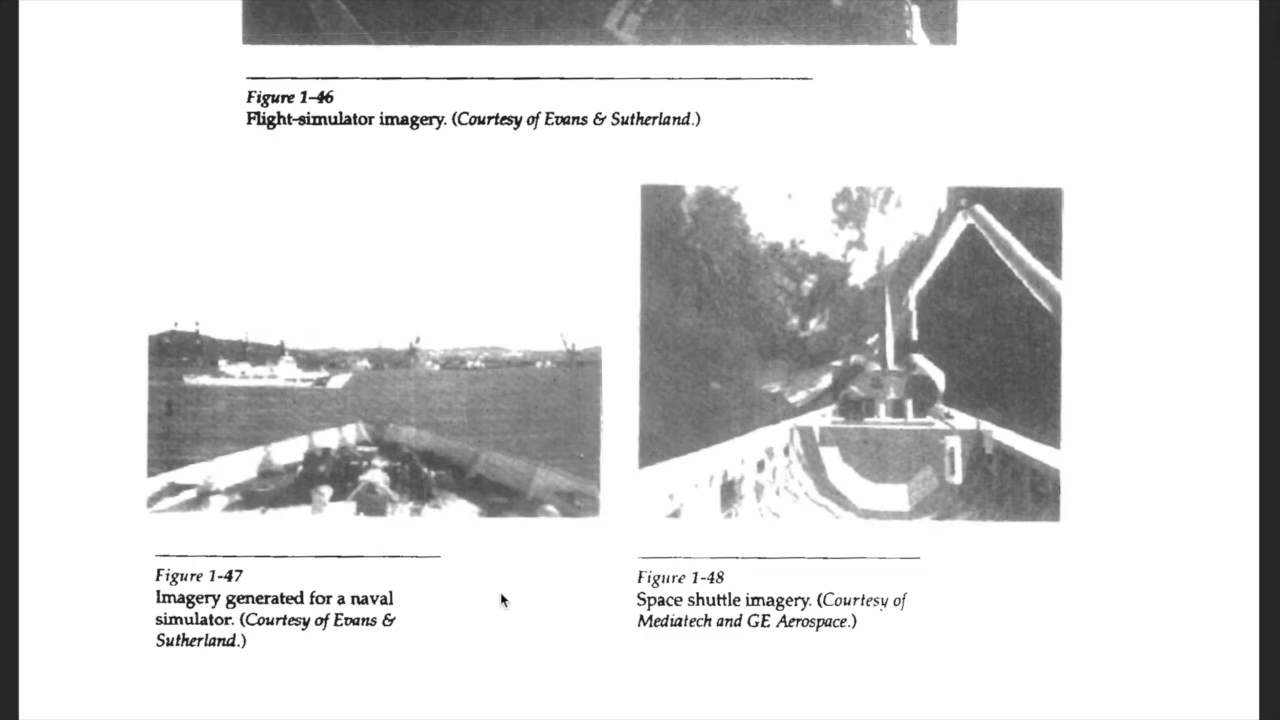 Figure 1-46
Flight-simulator imagery. (Courtesy of Evans & Sutherland.)
Figure 1-47
Imagery generated for a naval
simulator. (Courtesy of Evans &
Sutherland.)
Figure 1-48
Space shuttle imagery. (Courtesy of
Mediatech and GE Aerospace.)